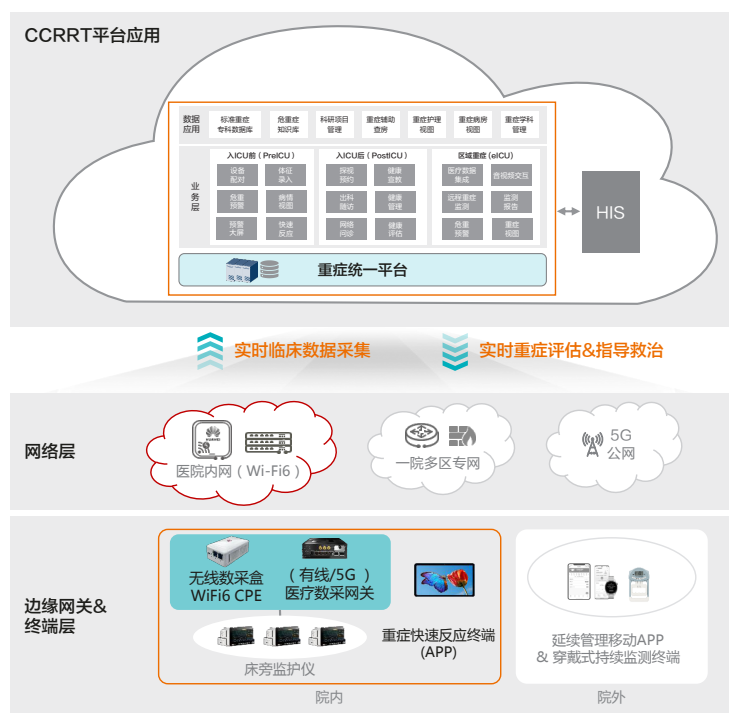 CCRRT平台应用
数据
应用
标准重症
专科数据库
危重症
知识库
科研项目
管理
重症辅助
查房
重症护理
视图
重症病房
视图
重症学科
管理
业
务
层
入ICU前（PreICU）
设备
配对
体征
录入
危重
预警
病情
视图
预警
大屏
快速
反应
入ICU后（PostICU）
探视
预约
健康
宣教
出科
随访
健康
管理
网络
问诊
健康
评估
区域重症（eICU）
医疗数据
集成
音视频交互
远程重症
监测
监测
报告
危重
预警
重症
视图
HIS
重症统一平台
实时临床数据采集
实时重症评估&指导救治
网络层
HUAWEI
医院内网（Wi-Fi6）
一院多区专网
5G
公网
边缘网关&
终端层
无线数采盒
WiFi6 CPE
（有线/5G ）
医疗数采网关
床旁监护仪
重症快速反应终端
(APP)
院内
延续管理移动APP
& 穿戴式持续监测终端
院外